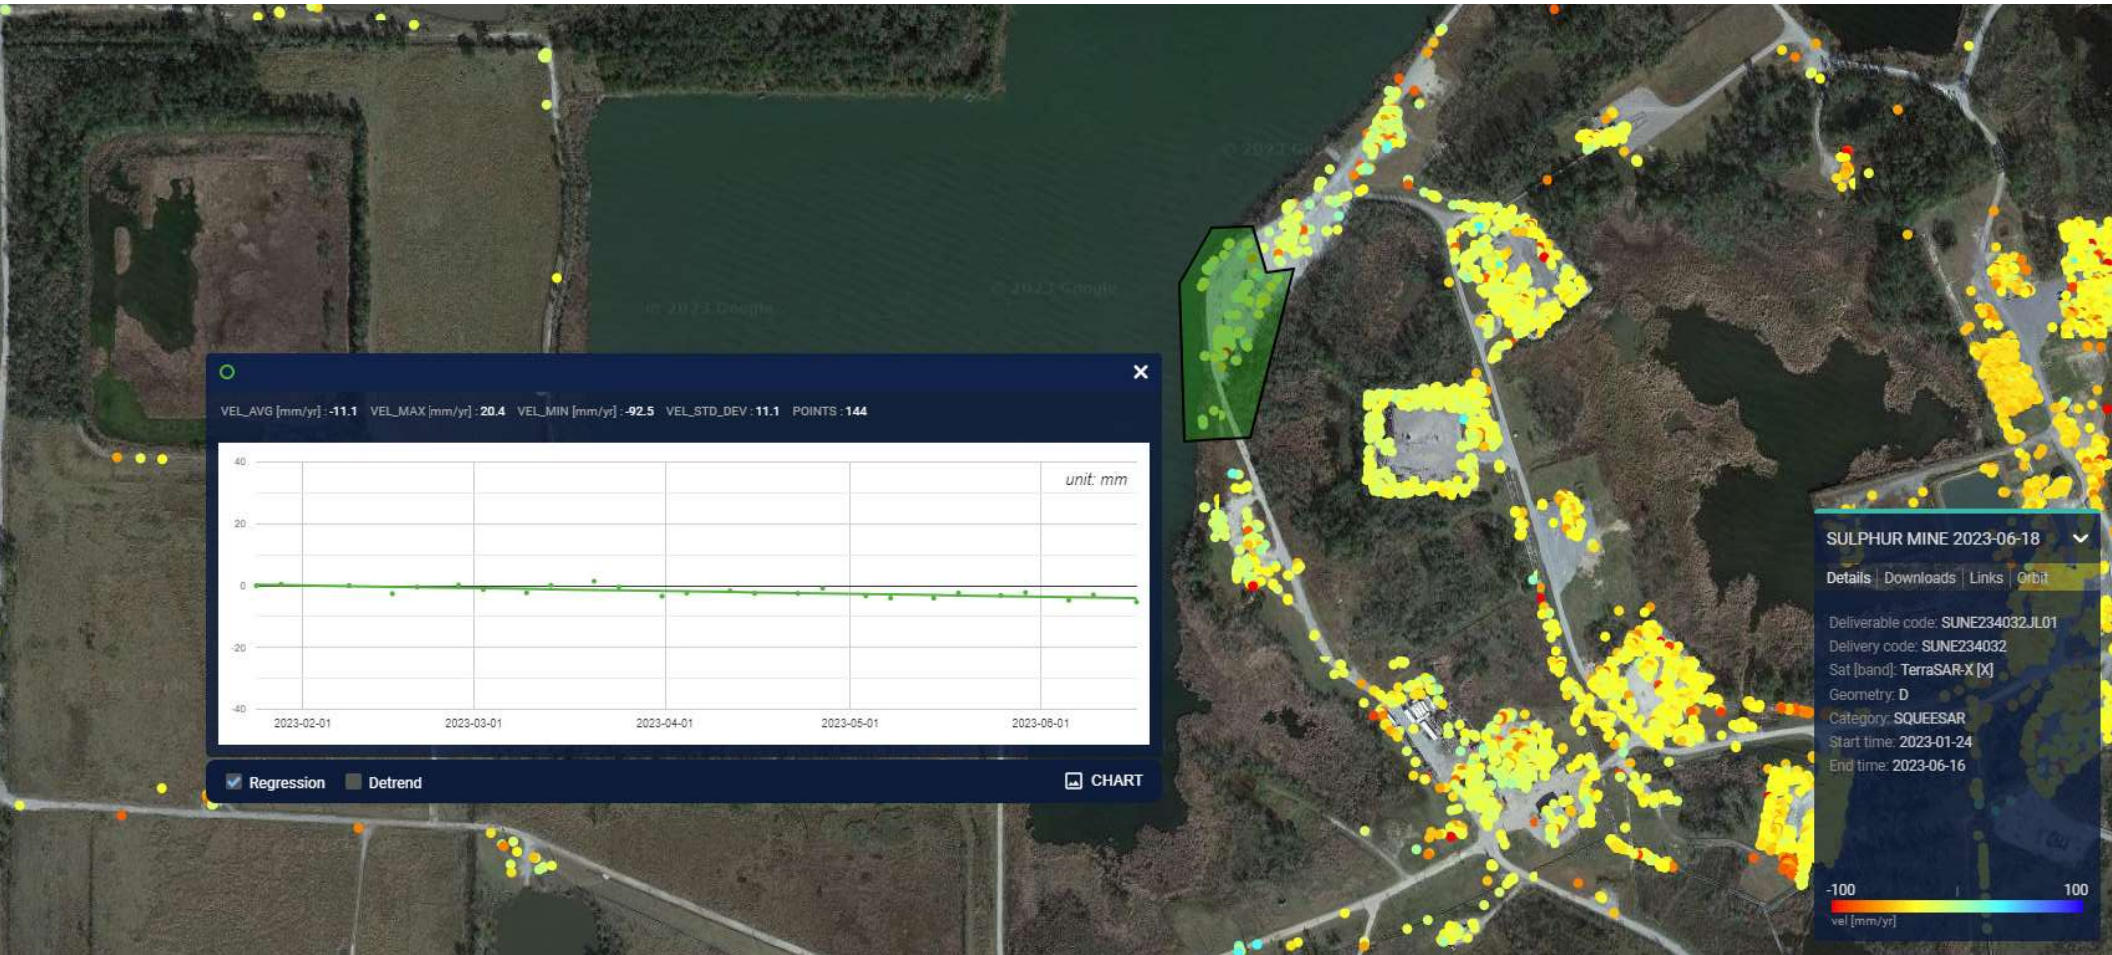 © 2023 Google
© 2023 Google
VEL_AVG [mm/yr] : -11.1 VEL_MAX [mm/yr] : 20.4 VEL_MIN [mm/yr] : -92.5 VEL_STD_DEV : 11.1 POINTS : 144
unit: mm
40
20
0
-20
-40
2023-02-01 2023-03-01 2023-04-01 2023-05-01 2023-06-01
Regression Detrend CHART
SULPHUR MINE 2023-06-18
Details Downloads Links Orbit
Deliverable code: SUNE234032JL01
Delivery code: SUNE234032
Sat [band]: TerraSAR-X [X]
Geometry: D
Category: SQUEESAR
Start time: 2023-01-24
End time: 2023-06-16
-100 100
vel [mm/yr]